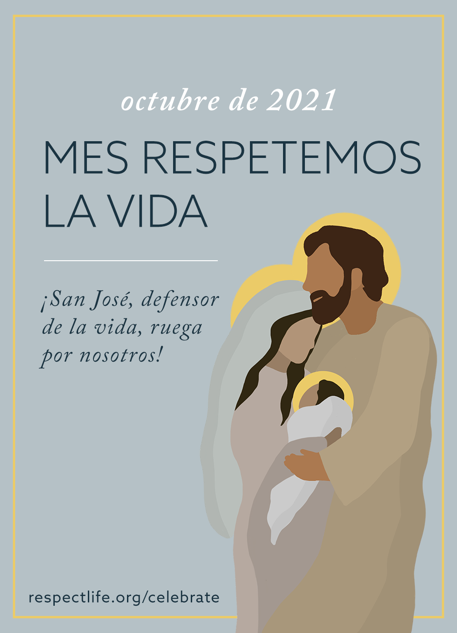 octubre de 2021
MES RESPETEMOS
LA VIDA
¡San José, defensor
de la vida, ruega
por nosotros!
respectlife.org/celebrate